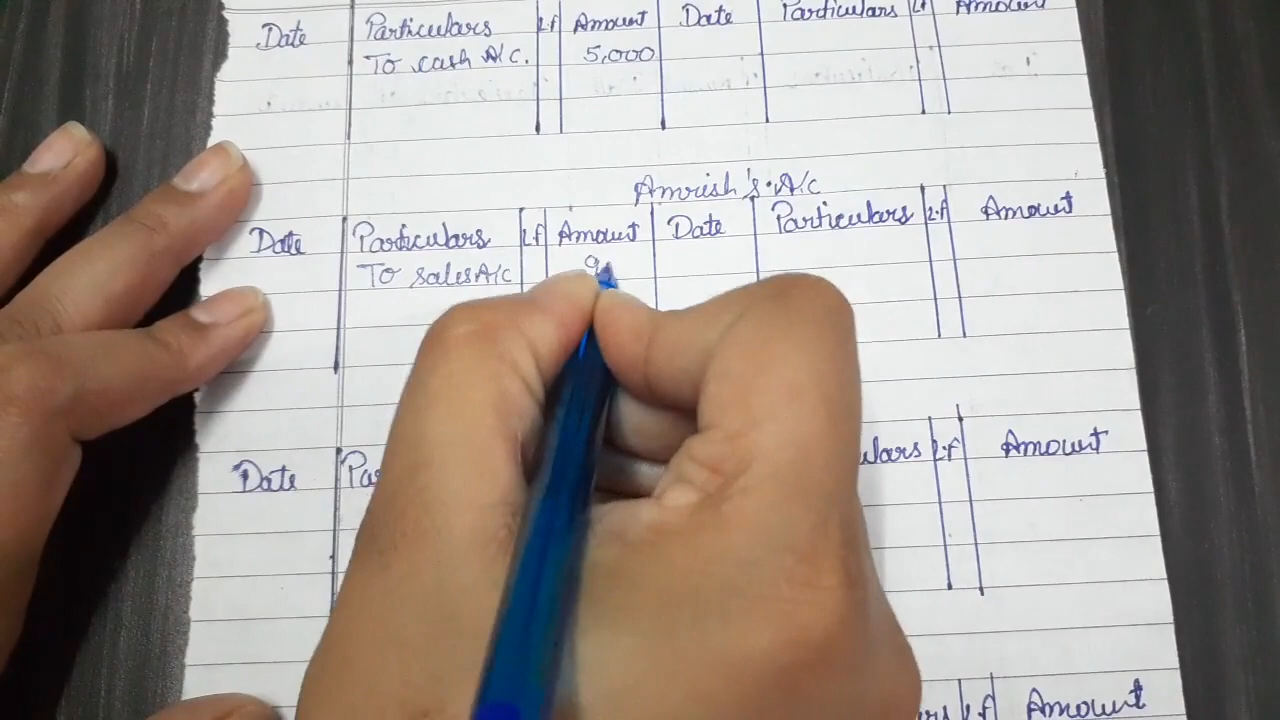 Date Particulars L.f Amount Date Particulars L.f Amount
To cash A/c. 5,000
Amrish's A/c
Date Particulars L.f Amount Date Particulars L.f Amount
To sales A/c 9
Date Pa ulars L.f Amount
L.f Amount